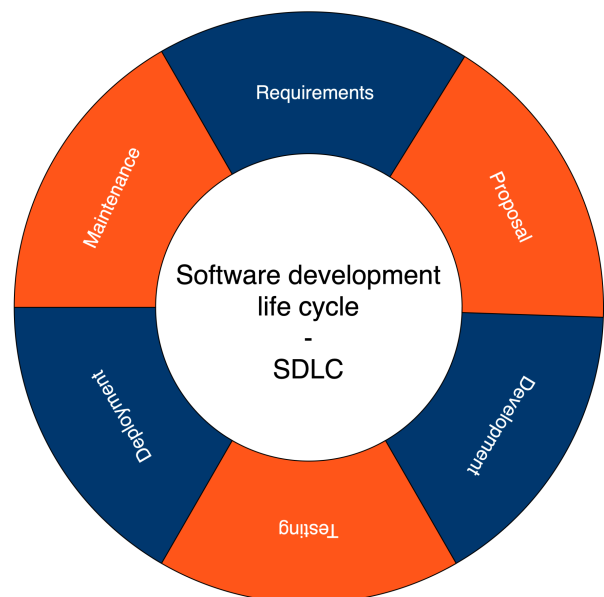 Requirements
Proposal
Development
Testing
Deployment
Maintenance
Software development
life cycle
-
SDLC